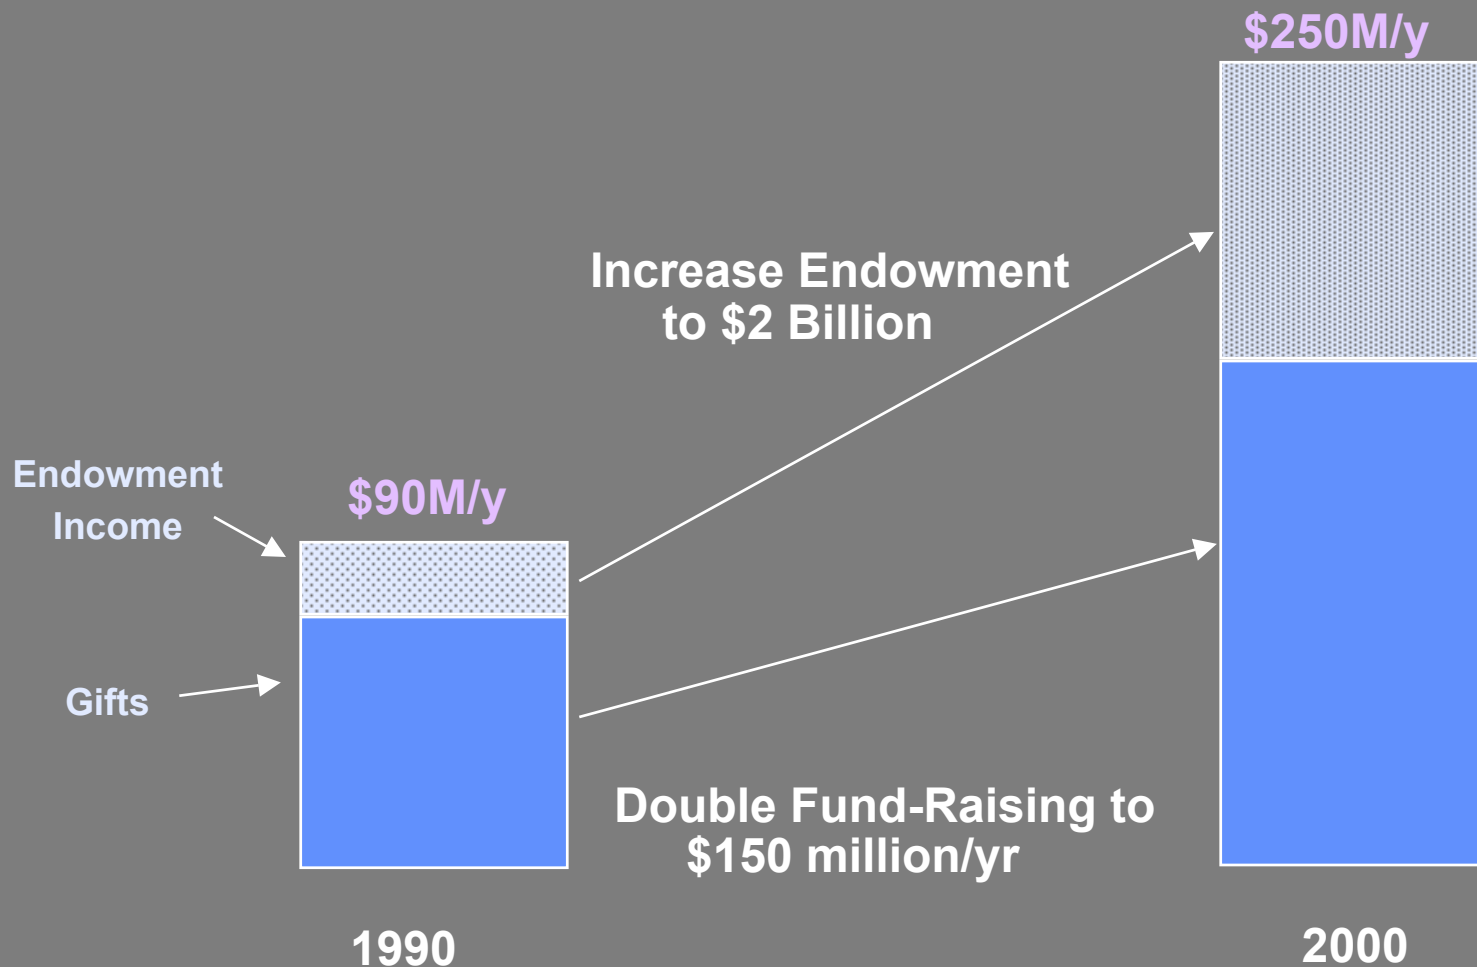 $250M/y
Increase Endowment
to $2 Billion
Endowment
Income
$90M/y
Gifts
Double Fund-Raising to
$150 million/yr
1990
2000